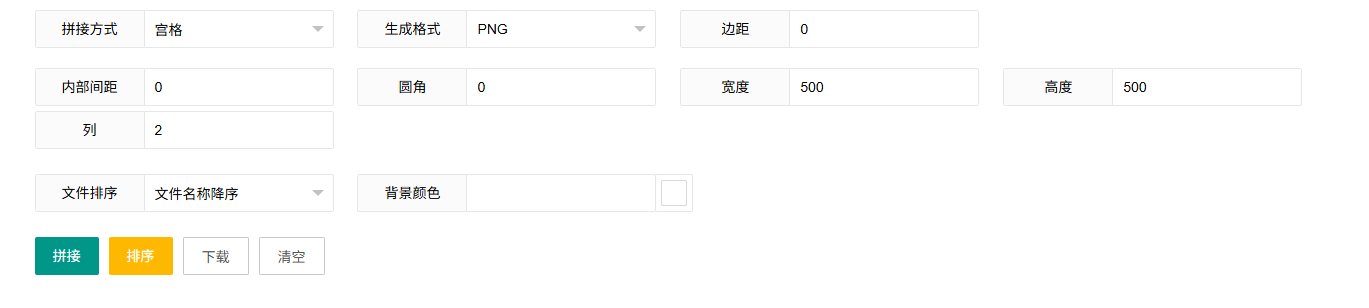 拼接方式 宫格 生成格式 PNG 边距 0
内部间距 0 圆角 0 宽度 500 高度 500
列 2
文件排序 文件名称降序 背景颜色
拼接 排序 下载 清空